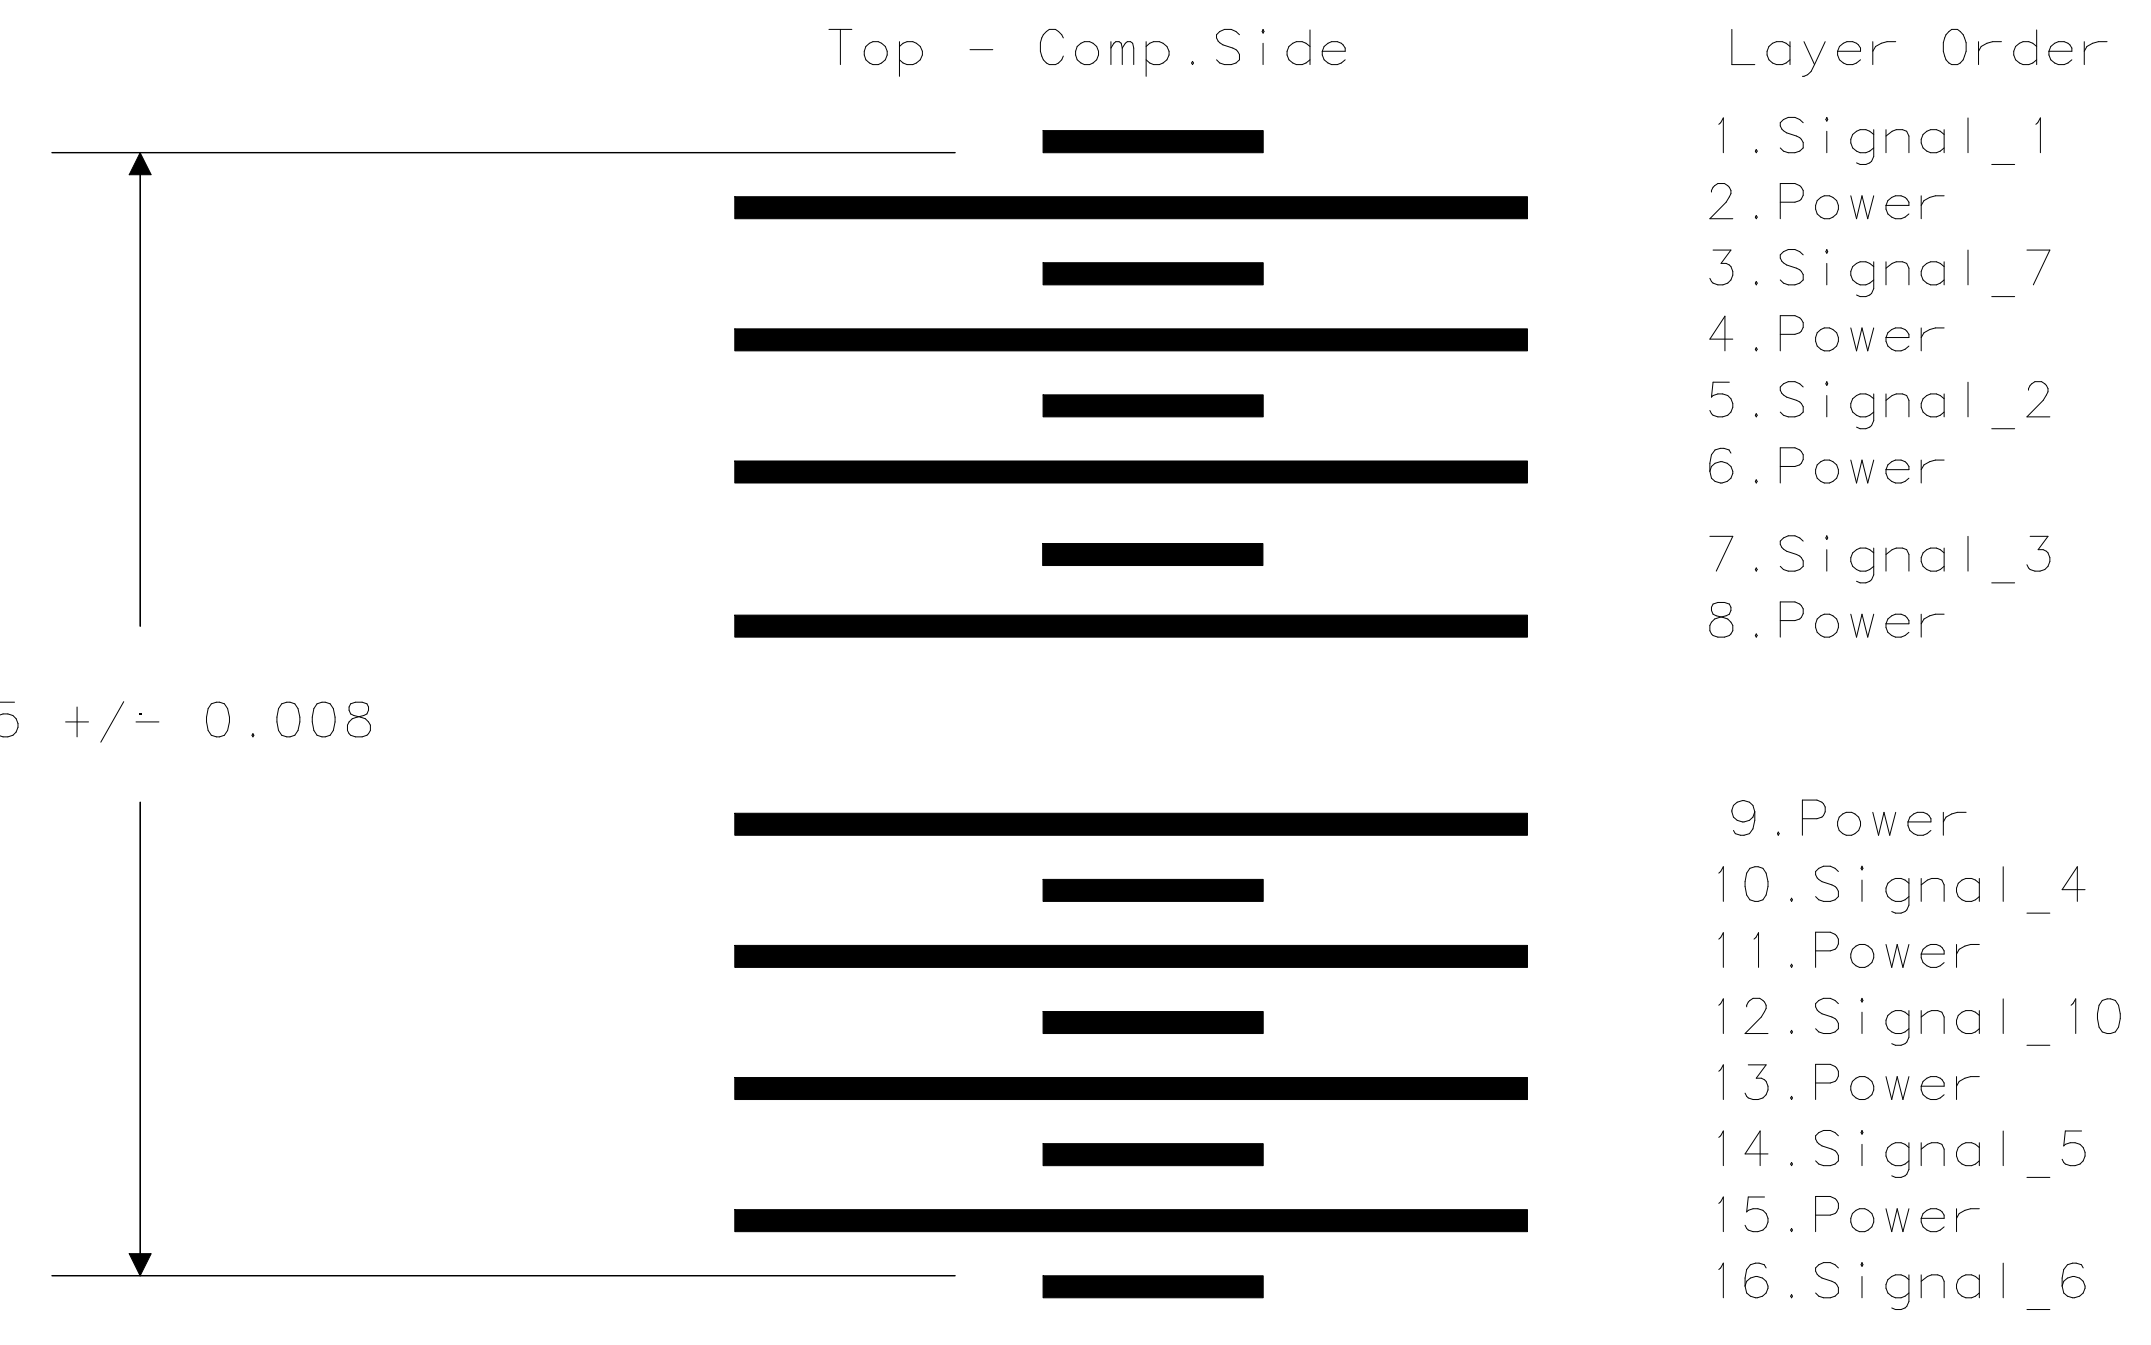 Top - Comp.Side
Layer Order
1.Signal_1
2.Power
3.Signal_7
4.Power
5.Signal_2
6.Power
7.Signal_3
8.Power
5 +/- 0.008
9.Power
10.Signal_4
11.Power
12.Signal_10
13.Power
14.Signal_5
15.Power
16.Signal_6